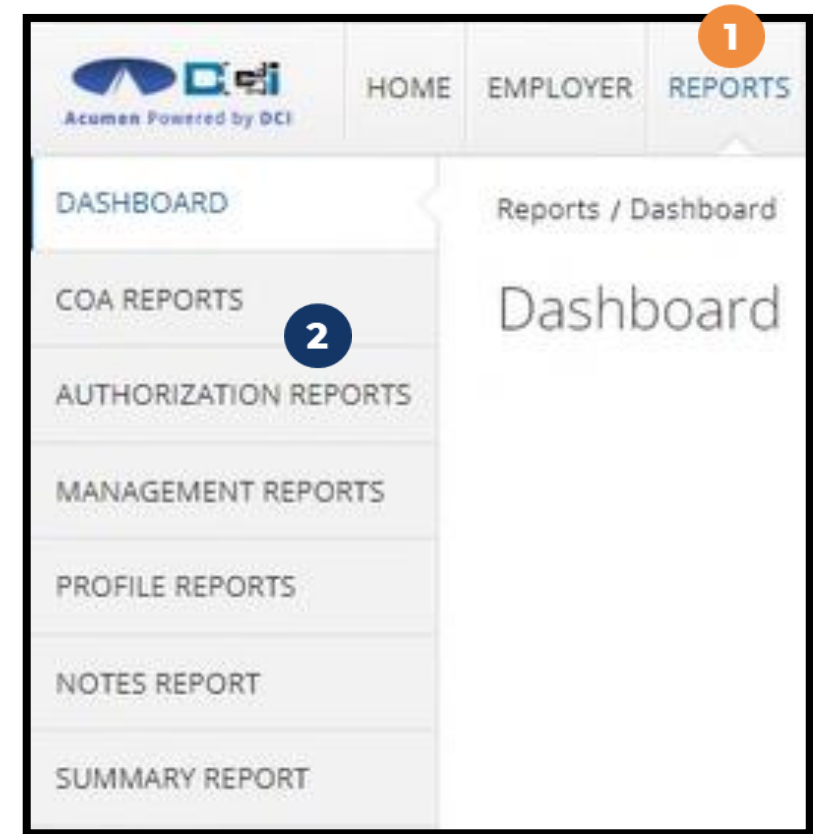 1
DCI
HOME EMPLOYER REPORTS
Acumen Powered by DCI
DASHBOARD
Reports / Dashboard
Dashboard
COA REPORTS
2
AUTHORIZATION REPORTS
MANAGEMENT REPORTS
PROFILE REPORTS
NOTES REPORT
SUMMARY REPORT